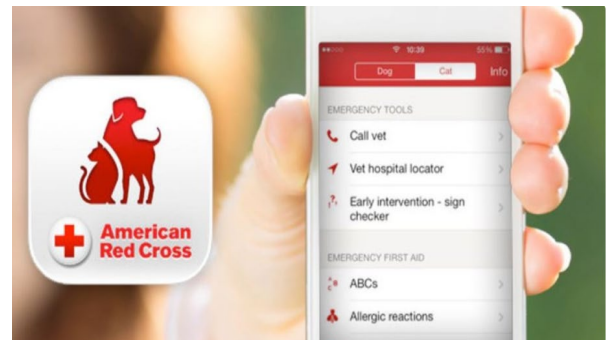 American
Red Cross
10:39
55%
Dog
Cat
Info
EMERGENCY TOOLS
Call vet
Vet hospital locator
Early intervention - sign
checker
EMERGENCY FIRST AID
ABCs
Allergic reactions